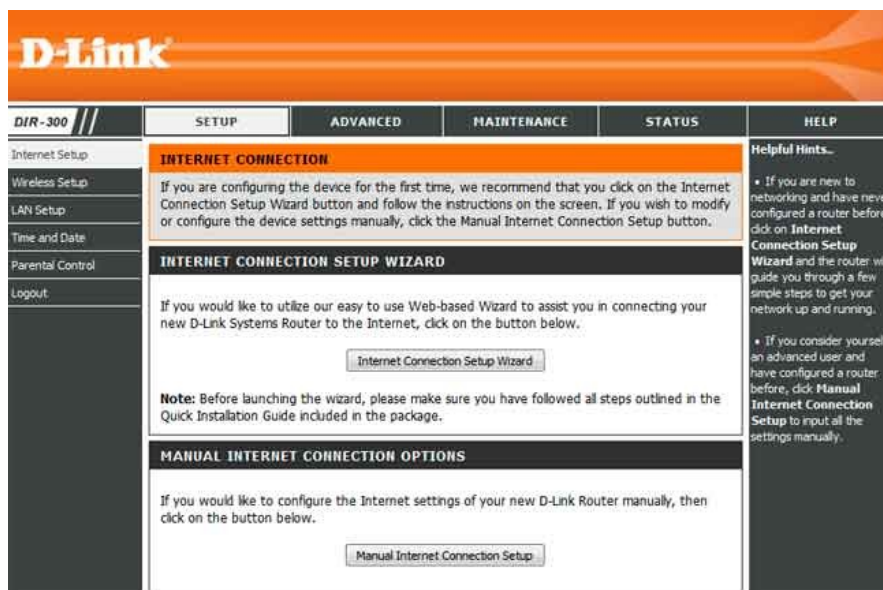 D-Link
DIR-300
SETUP
ADVANCED
MAINTENANCE
STATUS
HELP
Internet Setup
Wireless Setup
LAN Setup
Time and Date
Parental Control
Logout
INTERNET CONNECTION
If you are configuring the device for the first time, we recommend that you click on the Internet
Connection Setup Wizard button and follow the instructions on the screen. If you wish to modify
or configure the device settings manually, click the Manual Internet Connection Setup button.
INTERNET CONNECTION SETUP WIZARD
If you would like to utilize our easy to use Web-based Wizard to assist you in connecting your
new D-Link Systems Router to the Internet, click on the button below.
Internet Connection Setup Wizard
Note: Before launching the wizard, please make sure you have followed all steps outlined in the
Quick Installation Guide included in the package.
MANUAL INTERNET CONNECTION OPTIONS
If you would like to configure the Internet settings of your new D-Link Router manually, then
click on the button below.
Manual Internet Connection Setup
Helpful Hints...
• If you are new to
networking and have neve
configured a router before
click on Internet
Connection Setup
Wizard and the router wi
guide you through a few
simple steps to get your
network up and running.
• If you consider yoursel
an advanced user and
have configured a router
before, click Manual
Internet Connection
Setup to input all the
settings manually.